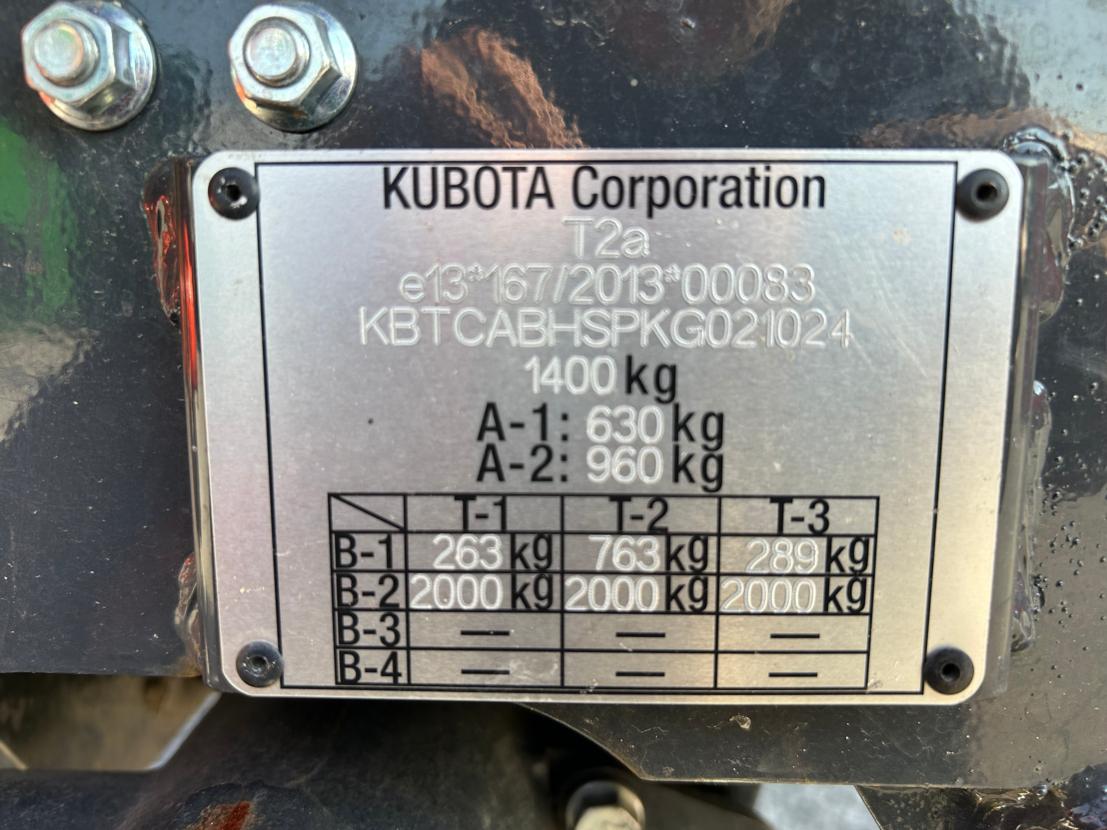 KUBOTA Corporation
T2a
e13*167/2013*00083
KBTCABHSPKG021024
1400 kg
A-1: 630 kg
A-2: 960 kg
T-1 T-2 T-3
B-1 263 kg 763 kg 289 kg
B-2 2000 kg 2000 kg 2000 kg
B-3 — — —
B-4 — — —